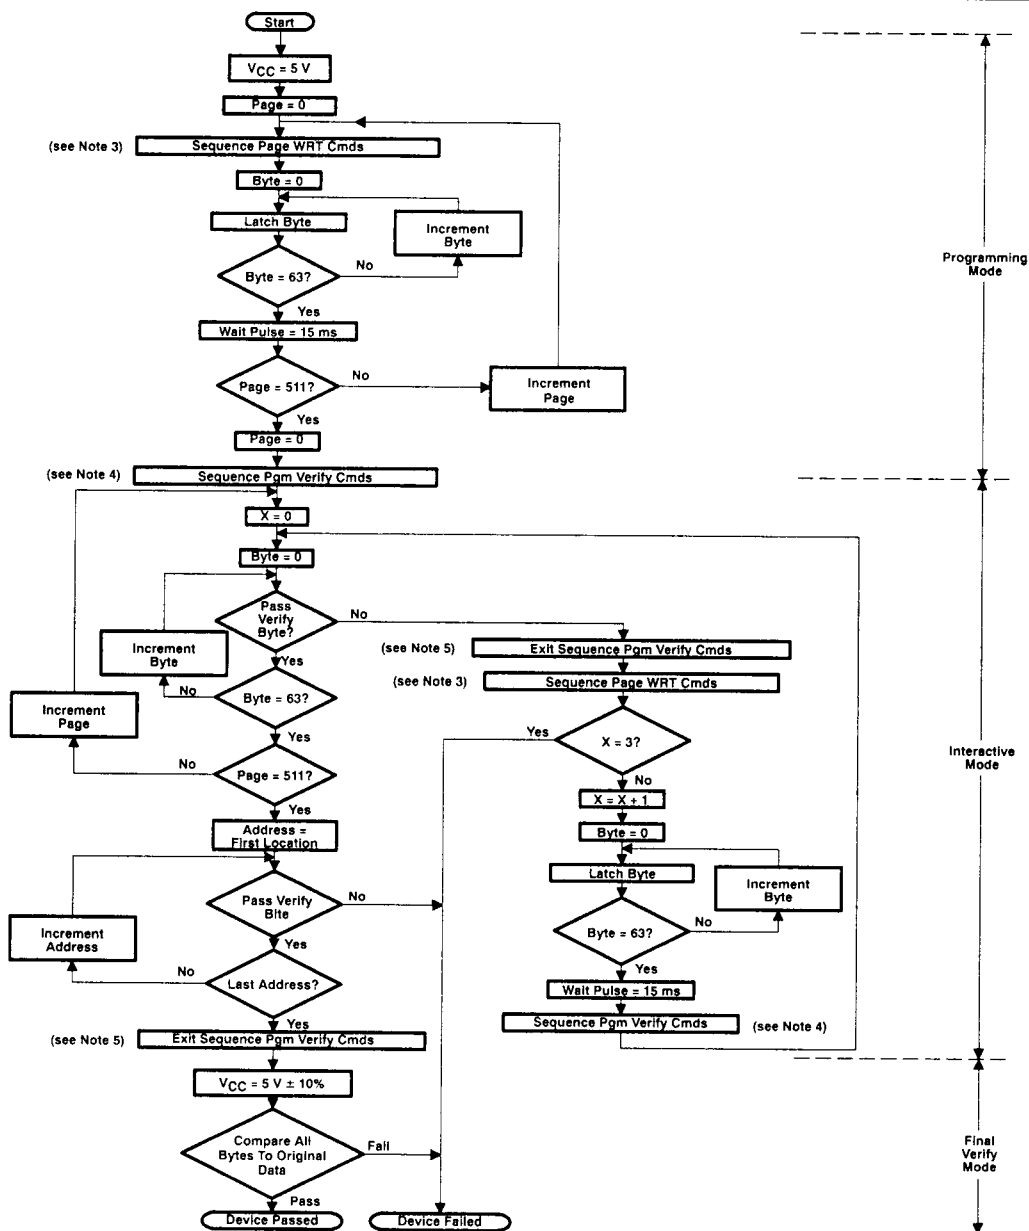 Start
VCC = 5 V
Page = 0
(see Note 3)
Sequence Page WRT Cmds
Byte = 0
Latch Byte
Increment
Byte
Byte = 63?
No
Yes
Wait Pulse = 15 ms
Page = 511?
No
Increment
Page
Yes
Page = 0
Programming
Mode
(see Note 4)
Sequence Pgm Verify Cmds
X = 0
Byte = 0
Pass
Verify
Byte?
No
Yes
Increment
Byte
No
Byte = 63?
Yes
Increment
Page
No
Page = 511?
Yes
Address =
First Location
Pass Verify
Bite
No
Yes
Increment
Address
No
Last Address?
Yes
(see Note 5)
Exit Sequence Pgm Verify Cmds
(see Note 5)
Exit Sequence Pgm Verify Cmds
(see Note 3)
Sequence Page WRT Cmds
Yes
X = 3?
No
X = X + 1
Byte = 0
Latch Byte
Increment
Byte
Byte = 63?
No
Yes
Wait Pulse = 15 ms
Sequence Pgm Verify Cmds
(see Note 4)
Interactive
Mode
VCC = 5 V ± 10%
Compare All
Bytes To Original
Data
Fail
Pass
Device Passed
Device Failed
Final
Verify
Mode